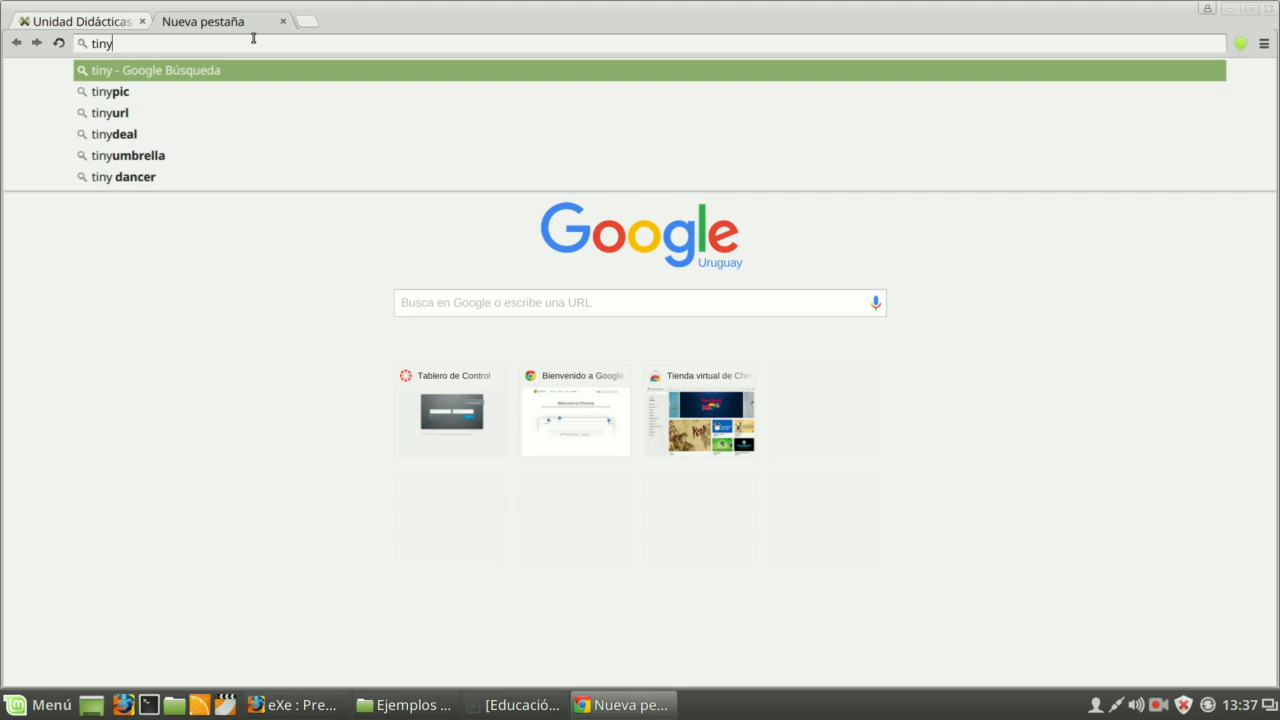 Unidad Didácticas
Nueva pestaña
tiny
tiny - Google Búsqueda
tinypic
tinyurl
tinydeal
tinyumbrella
tiny dancer
Google
Uruguay
Busca en Google o escribe una URL
Tablero de Control
Bienvenido a Google
Tienda virtual de Chro
Menú
eXe : Pre...
Ejemplos ...
[Educació...
Nueva pe...
13:37